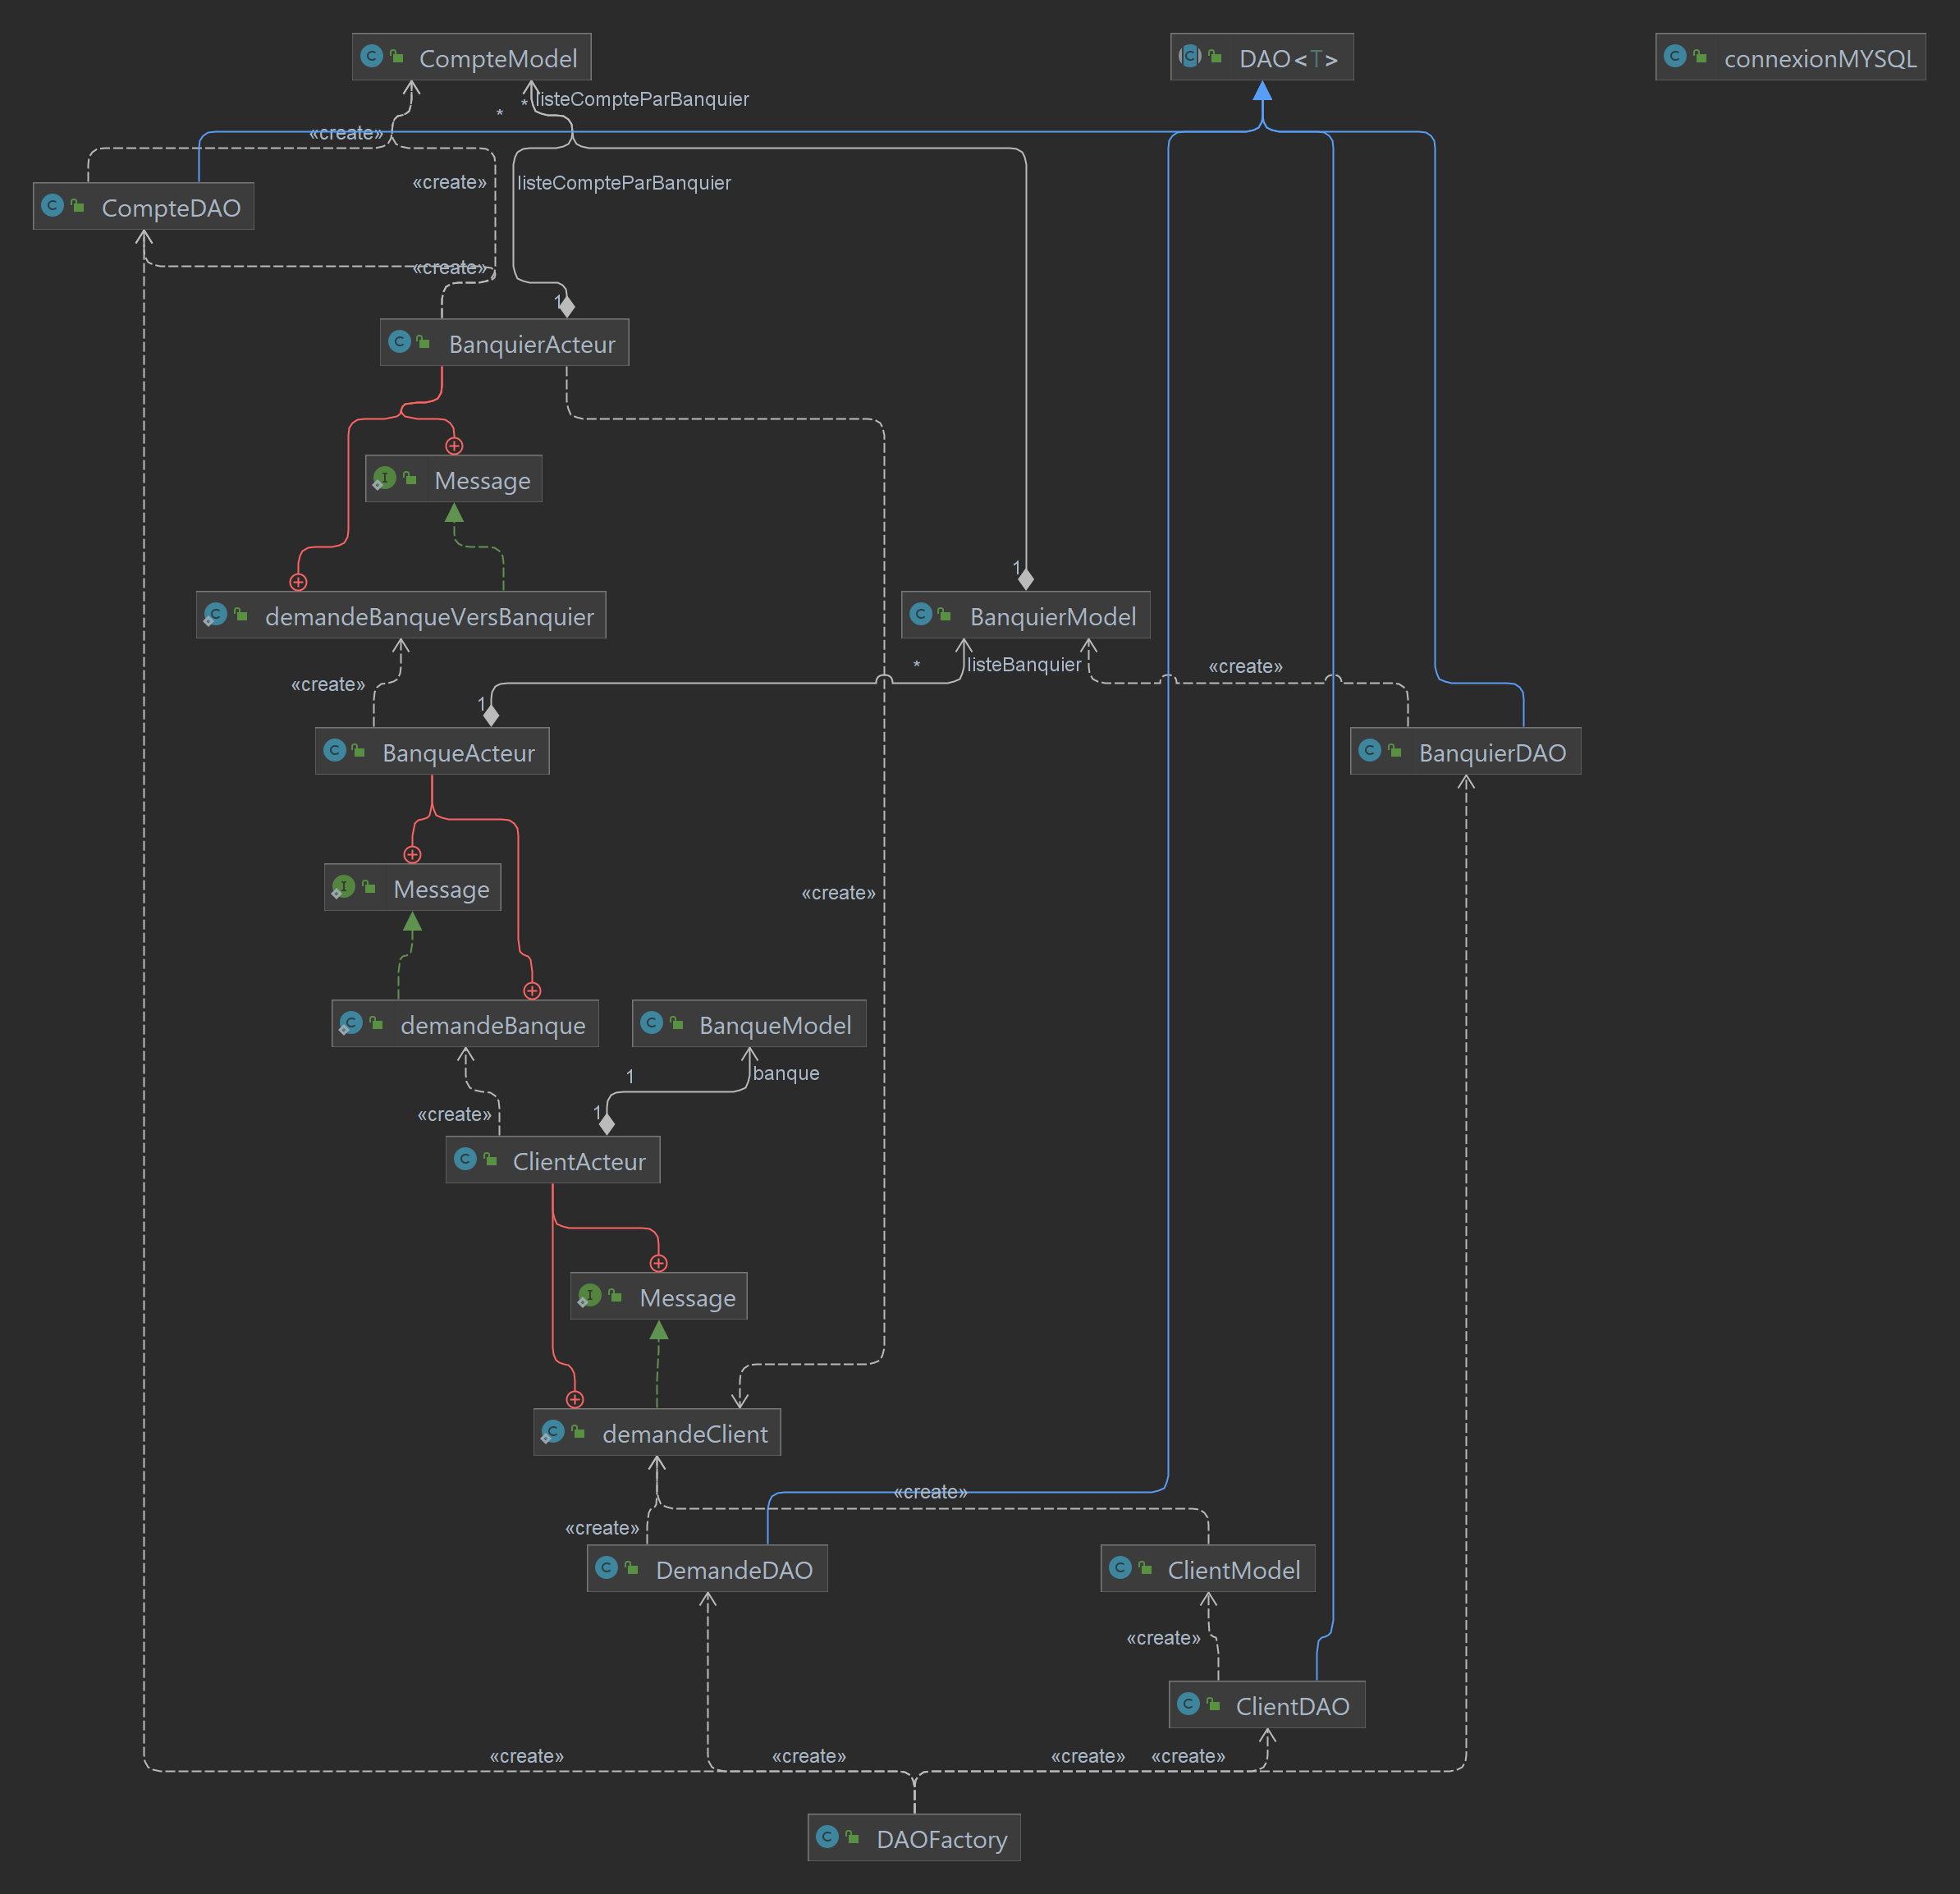 CompteModel
DAO<T>
connexionMYSQL
* listeCompteParBanquier
*
«create»
«create»
listeCompteParBanquier
CompteDAO
«create»
1
BanquierActeur
Message
1
demandeBanqueVersBanquier
BanquierModel
* listeBanquier
«create»
«create»
1
BanqueActeur
BanquierDAO
Message
«create»
demandeBanque
BanqueModel
1
banque
«create»
1
ClientActeur
Message
demandeClient
«create»
«create»
DemandeDAO
ClientModel
«create»
ClientDAO
«create»
«create»
«create»
«create»
DAOFactory